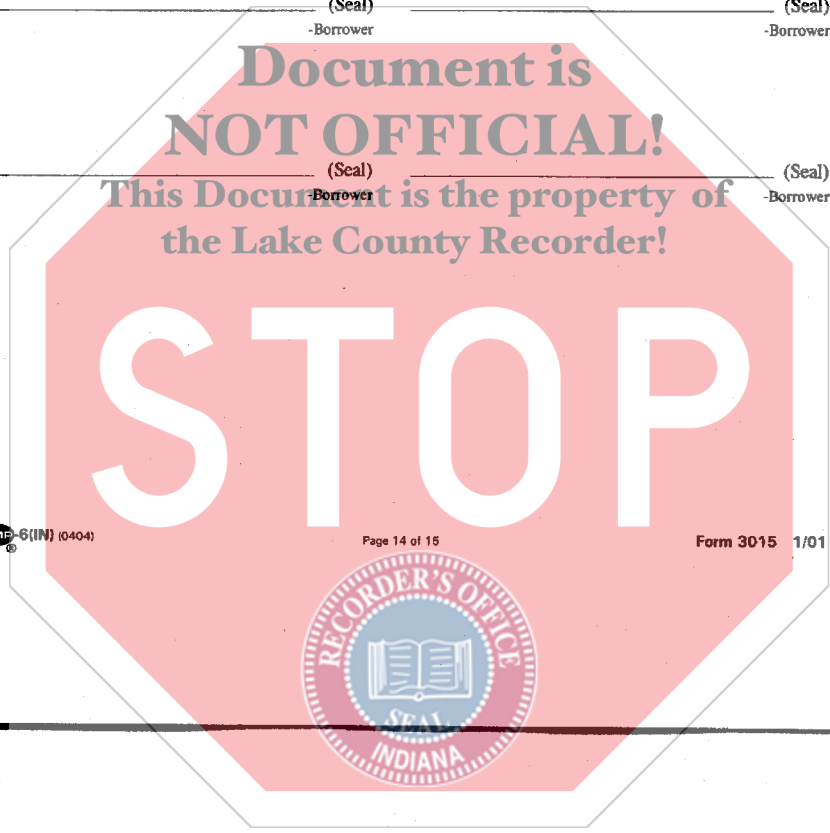 (Seal) (Seal)
-Borrower -Borrower
Document is
NOT OFFICIAL!
(Seal) (Seal)
This Document is the property of
-Borrower -Borrower
the Lake County Recorder!
STOP
-6(IN) (0404) Page 14 of 15 Form 3015 1/01
®
RECORDER'S OFFICE
SEAL
INDIANA